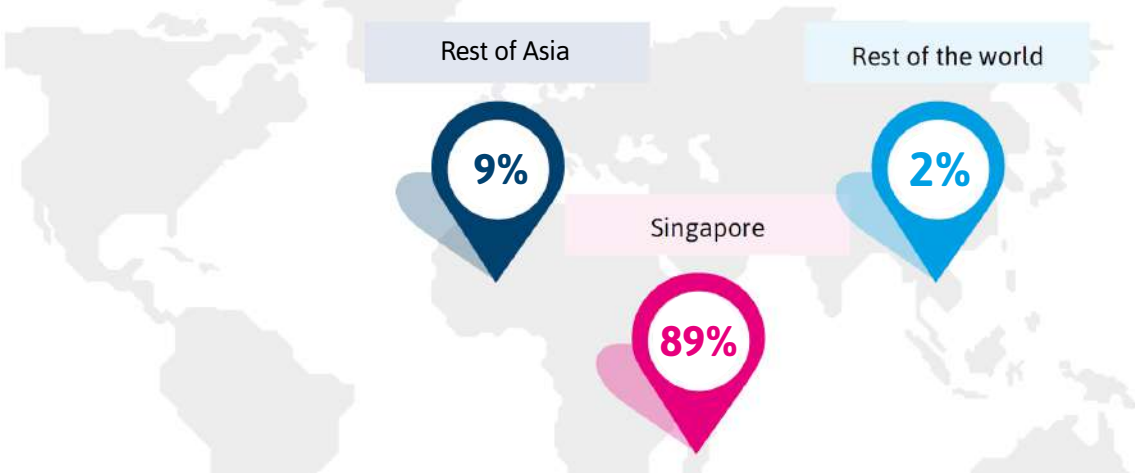 Rest of Asia
9%
Singapore
89%
Rest of the world
2%